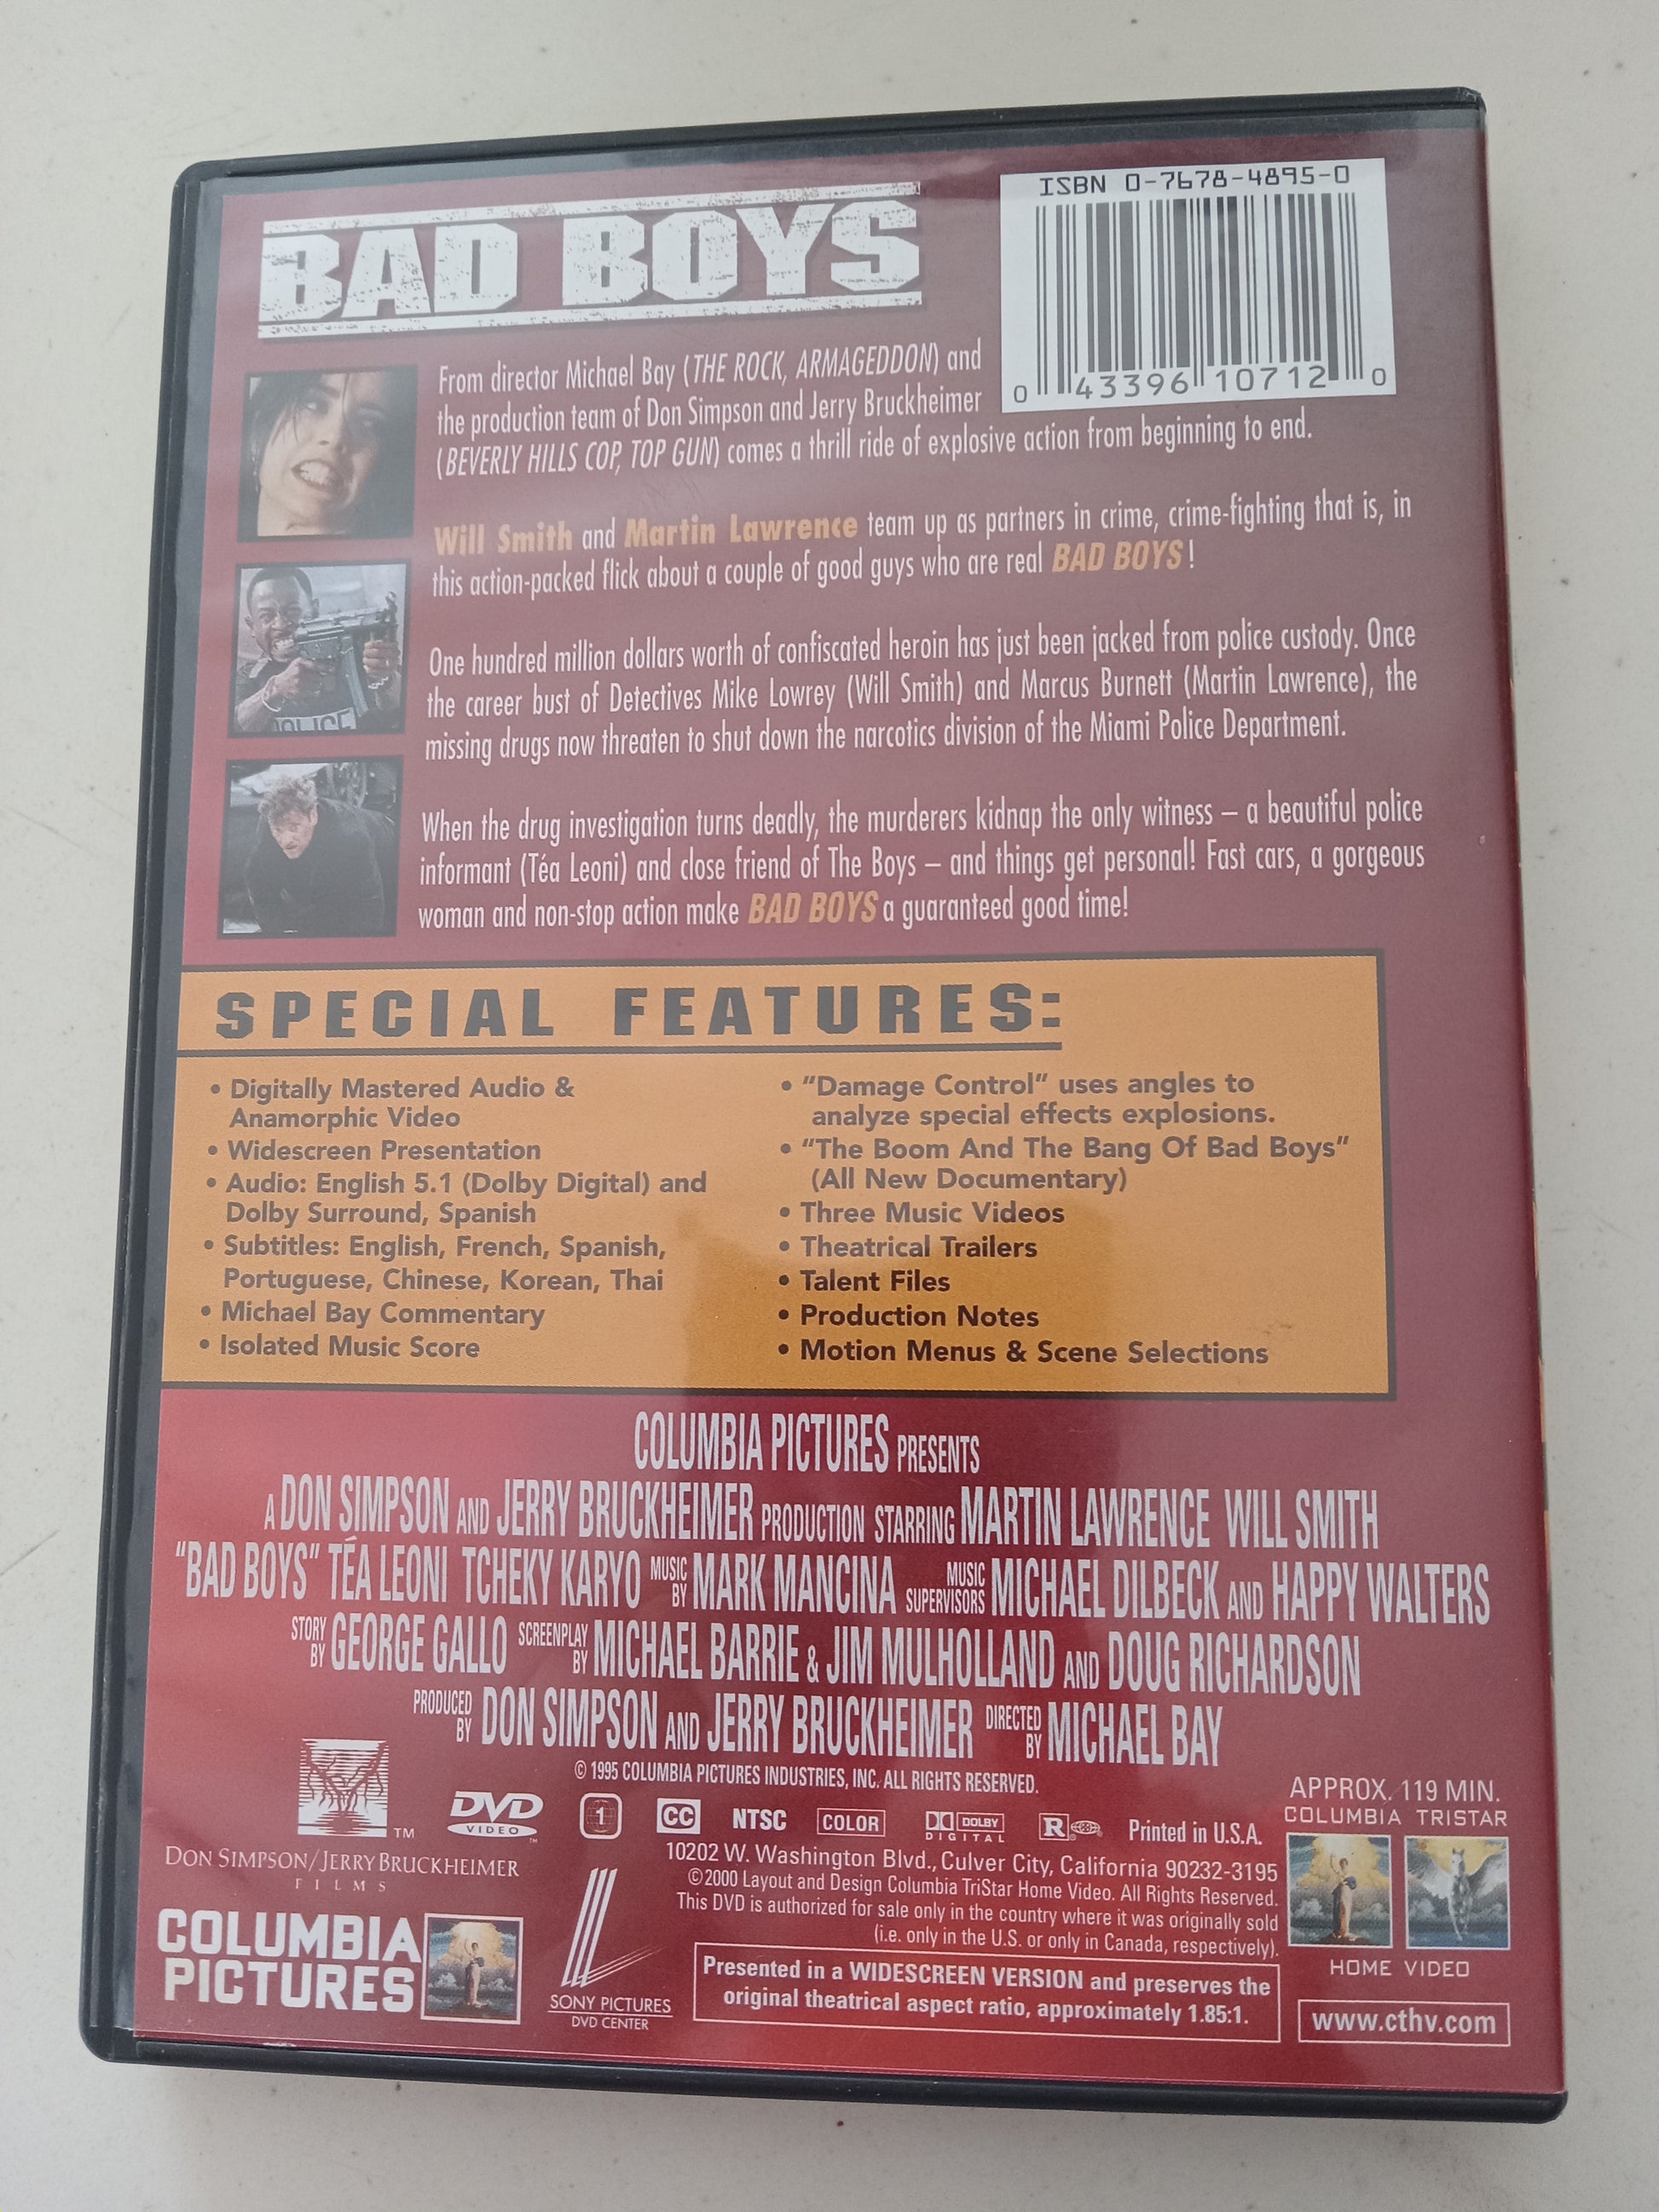 BAD BOYS
ISBN 0-7678-4895-0
0 43396 10712 0
From director Michael Bay (THE ROCK, ARMAGEDDON) and
the production team of Don Simpson and Jerry Bruckheimer
(BEVERLY HILLS COP, TOP GUN) comes a thrill ride of explosive action from beginning to end.
Will Smith and Martin Lawrence team up as partners in crime, crime-fighting that is, in
this action-packed flick about a couple of good guys who are real BAD BOYS!
POLICE
One hundred million dollars worth of confiscated heroin has just been jacked from police custody. Once
the career bust of Detectives Mike Lowrey (Will Smith) and Marcus Burnett (Martin Lawrence), the
missing drugs now threaten to shut down the narcotics division of the Miami Police Department.
When the drug investigation turns deadly, the murderers kidnap the only witness – a beautiful police
informant (Téa Leoni) and close friend of The Boys – and things get personal! Fast cars, a gorgeous
woman and non-stop action make BAD BOYS a guaranteed good time!
SPECIAL FEATURES:
• Digitally Mastered Audio &
Anamorphic Video
• Widescreen Presentation
• Audio: English 5.1 (Dolby Digital) and
Dolby Surround, Spanish
• Subtitles: English, French, Spanish,
Portuguese, Chinese, Korean, Thai
• Michael Bay Commentary
• Isolated Music Score
• “Damage Control” uses angles to
analyze special effects explosions.
• “The Boom And The Bang Of Bad Boys”
(All New Documentary)
• Three Music Videos
• Theatrical Trailers
• Talent Files
• Production Notes
• Motion Menus & Scene Selections
COLUMBIA PICTURES PRESENTS
A DON SIMPSON AND JERRY BRUCKHEIMER PRODUCTION STARRING MARTIN LAWRENCE WILL SMITH
“BAD BOYS” TÉA LEONI TCHEKY KARYO MUSIC BY MARK MANCINA MUSIC SUPERVISORS MICHAEL DILBECK AND HAPPY WALTERS
STORY BY GEORGE GALLO SCREENPLAY BY MICHAEL BARRIE & JIM MULHOLLAND AND DOUG RICHARDSON
PRODUCED BY DON SIMPSON AND JERRY BRUCKHEIMER DIRECTED BY MICHAEL BAY
© 1995 COLUMBIA PICTURES INDUSTRIES, INC. ALL RIGHTS RESERVED.
TM
DON SIMPSON/JERRY BRUCKHEIMER
FILMS
DVD
VIDEO
TM
1
CC
NTSC
COLOR
DOLBY
DIGITAL
R
Printed in U.S.A.
APPROX. 119 MIN.
COLUMBIA TRISTAR
HOME VIDEO
10202 W. Washington Blvd., Culver City, California 90232-3195
©2000 Layout and Design Columbia TriStar Home Video. All Rights Reserved.
This DVD is authorized for sale only in the country where it was originally sold
(i.e. only in the U.S. or only in Canada, respectively).
COLUMBIA
PICTURES
SONY PICTURES
DVD CENTER
Presented in a WIDESCREEN VERSION and preserves the
original theatrical aspect ratio, approximately 1.85:1.
www.cthv.com